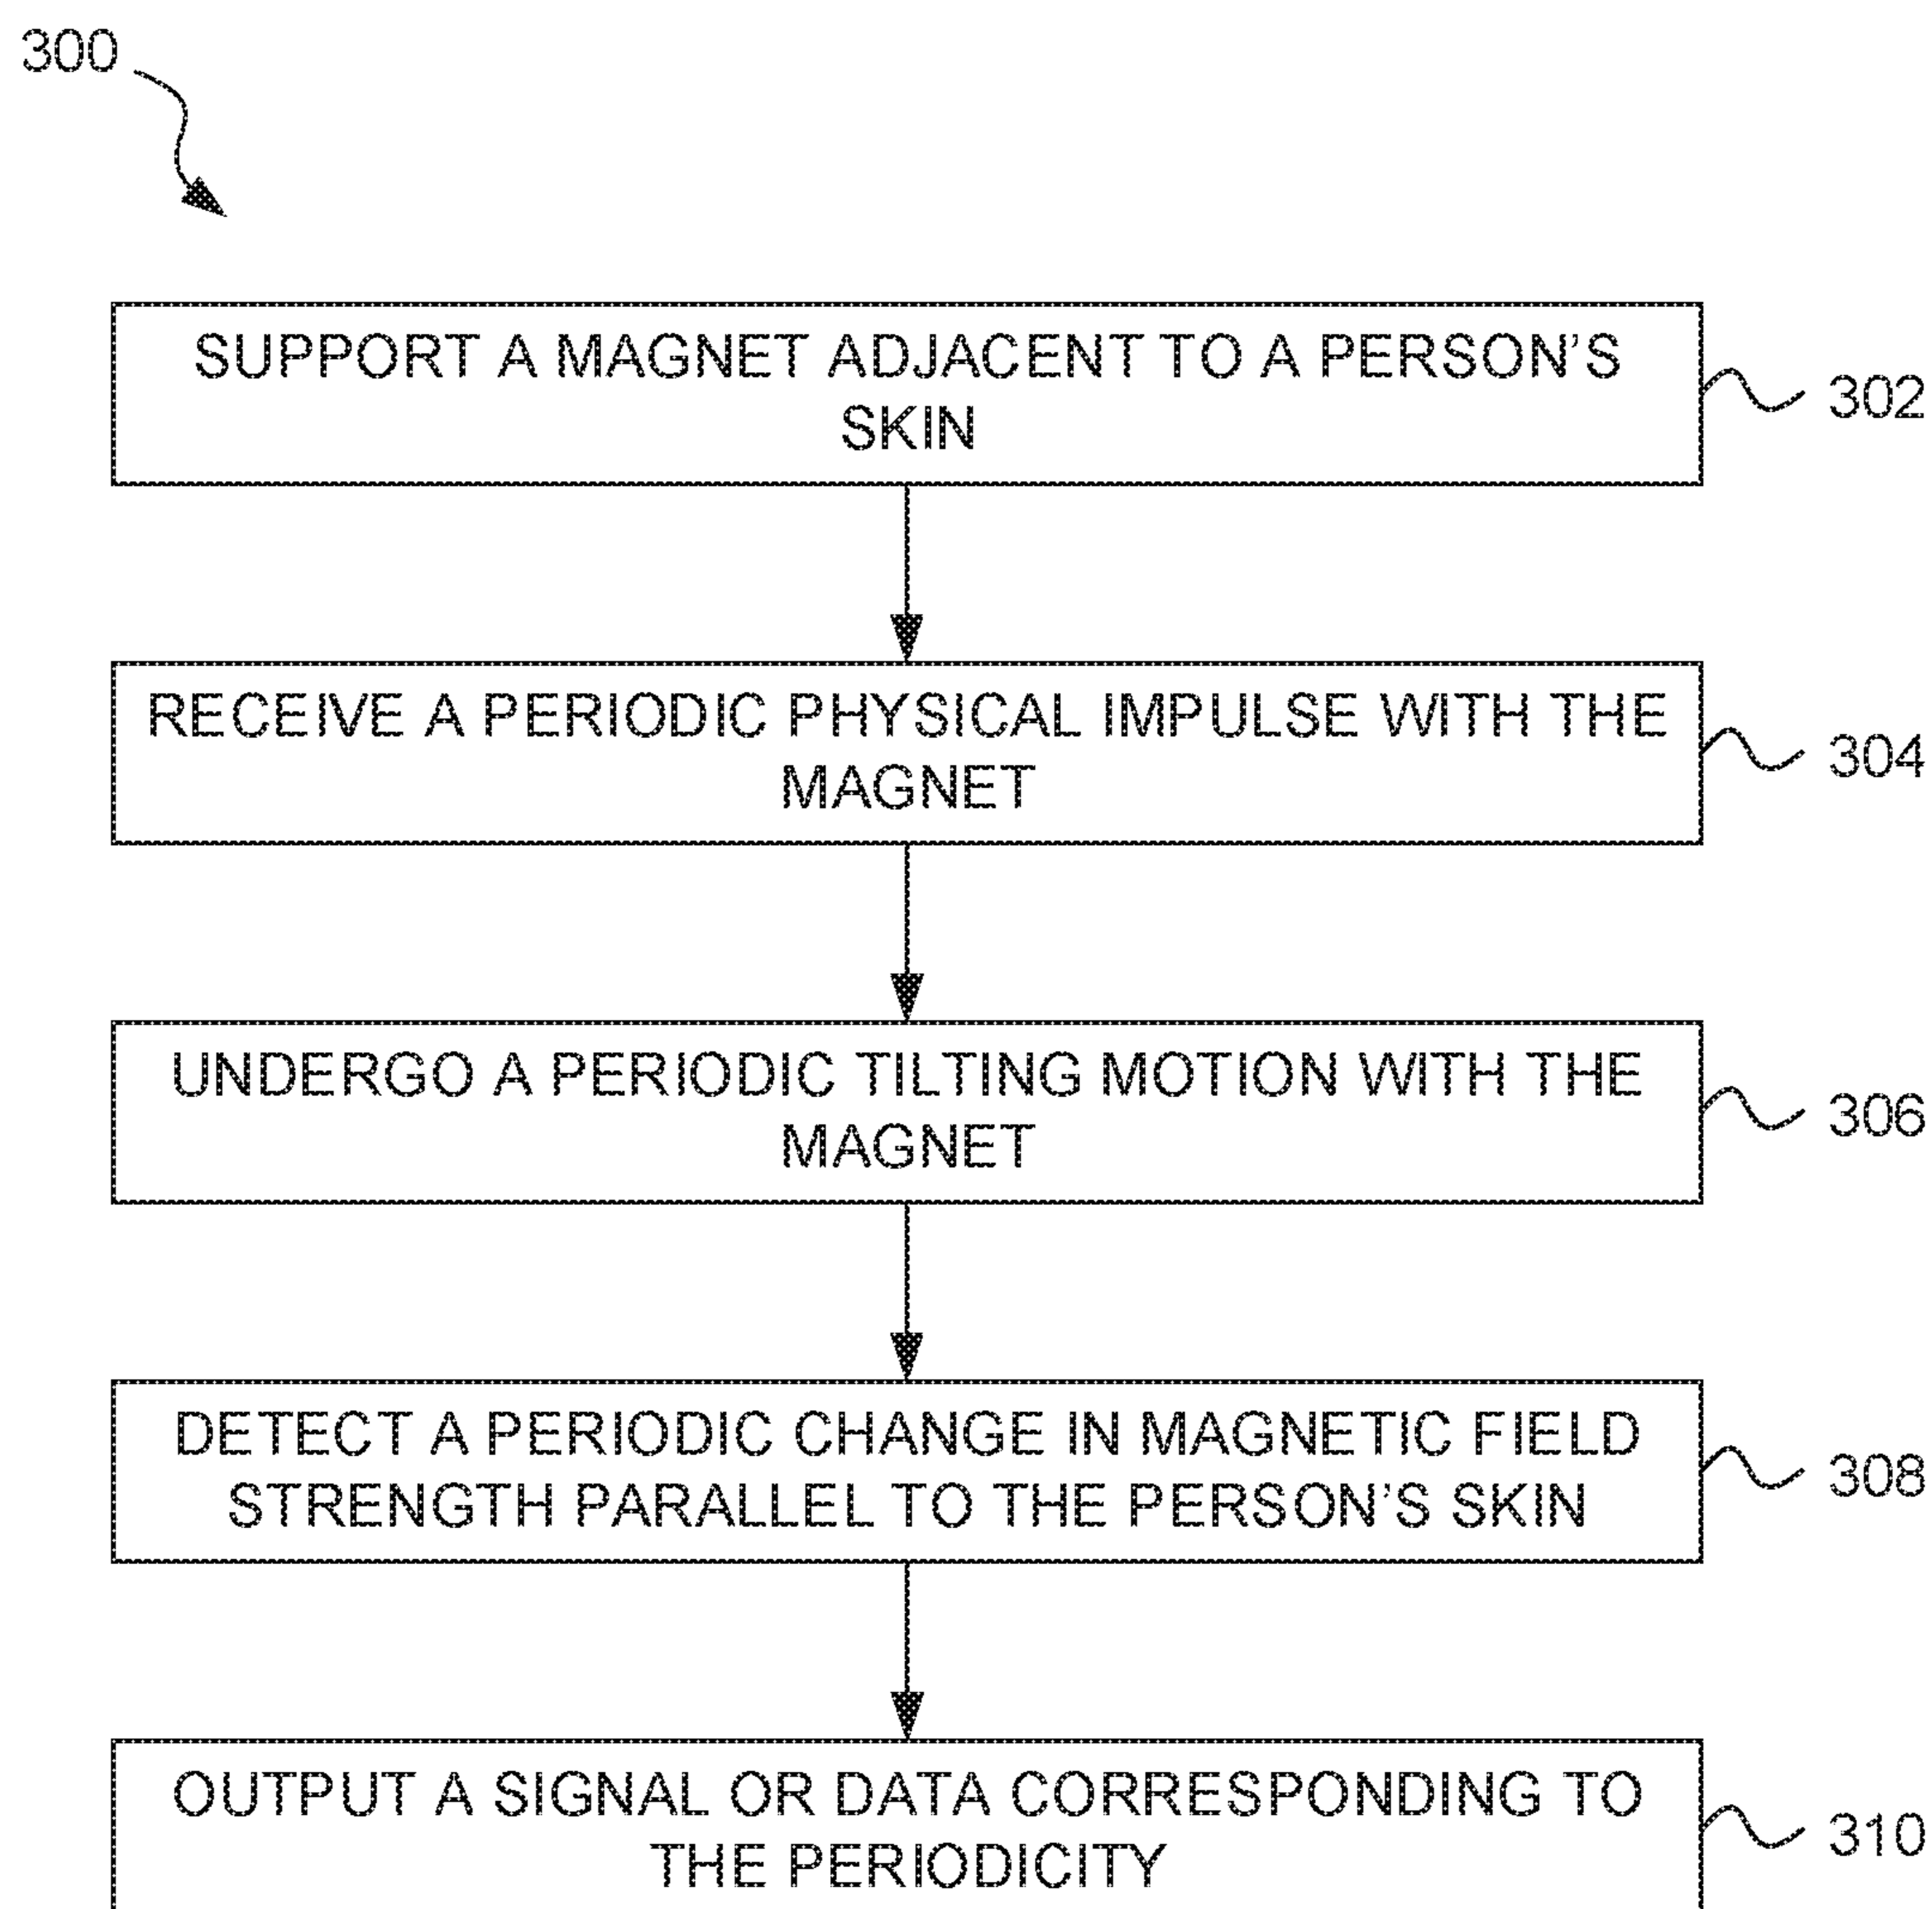 300
SUPPORT A MAGNET ADJACENT TO A PERSON'S
SKIN
302
RECEIVE A PERIODIC PHYSICAL IMPULSE WITH THE
MAGNET
304
UNDERGO A PERIODIC TILTING MOTION WITH THE
MAGNET
306
DETECT A PERIODIC CHANGE IN MAGNETIC FIELD
STRENGTH PARALLEL TO THE PERSON'S SKIN
308
OUTPUT A SIGNAL OR DATA CORRESPONDING TO
THE PERIODICITY
310